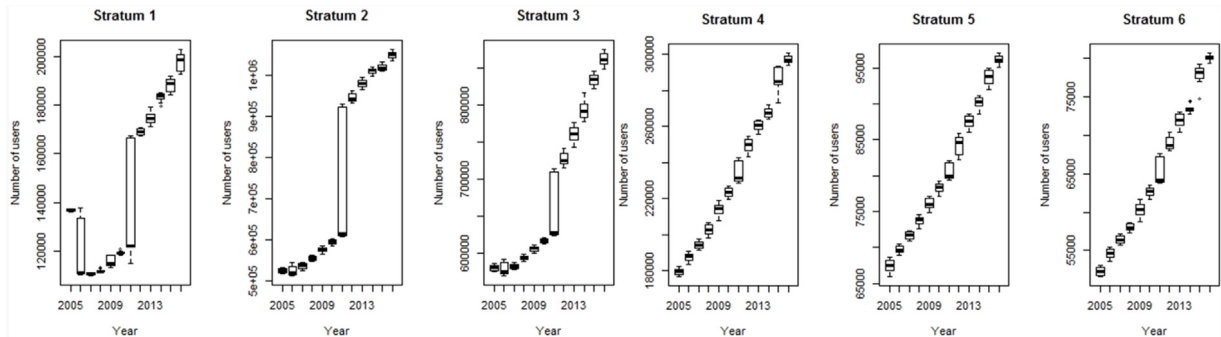 Stratum 1
Number of users
120000
140000
160000
180000
200000
2005
2009
2013
Year
Stratum 2
Number of users
5e+05
6e+05
7e+05
8e+05
9e+05
1e+06
2005
2009
2013
Year
Stratum 3
Number of users
600000
700000
800000
2005
2009
2013
Year
Stratum 4
Number of users
180000
220000
260000
300000
2005
2009
2013
Year
Stratum 5
Number of users
65000
75000
85000
95000
2005
2009
2013
Year
Stratum 6
Number of users
55000
65000
75000
2005
2009
2013
Year